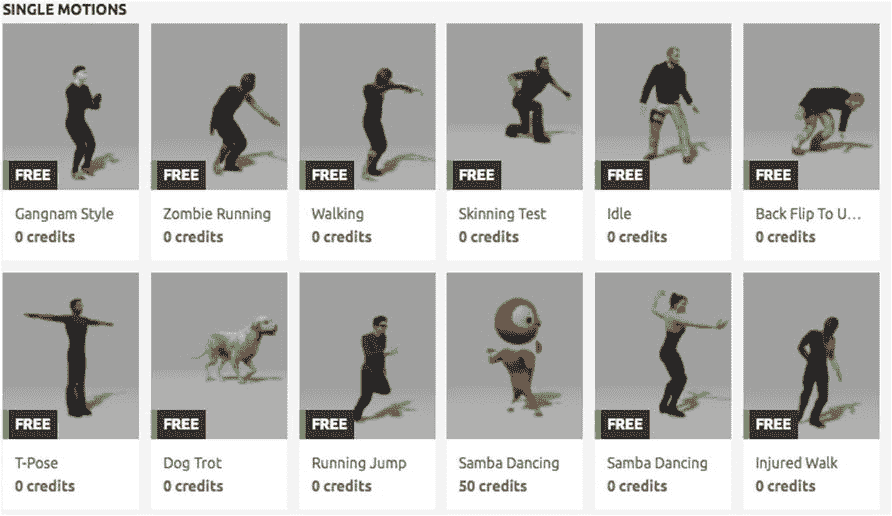 SINGLE MOTIONS
FREE FREE FREE FREE FREE FREE
Gangnam Style Zombie Running Walking Skinning Test Idle Back Flip To U...
0 credits 0 credits 0 credits 0 credits 0 credits 0 credits
FREE FREE FREE FREE FREE
T-Pose Dog Trot Running Jump Samba Dancing Samba Dancing Injured Walk
0 credits 0 credits 0 credits 50 credits 0 credits 0 credits